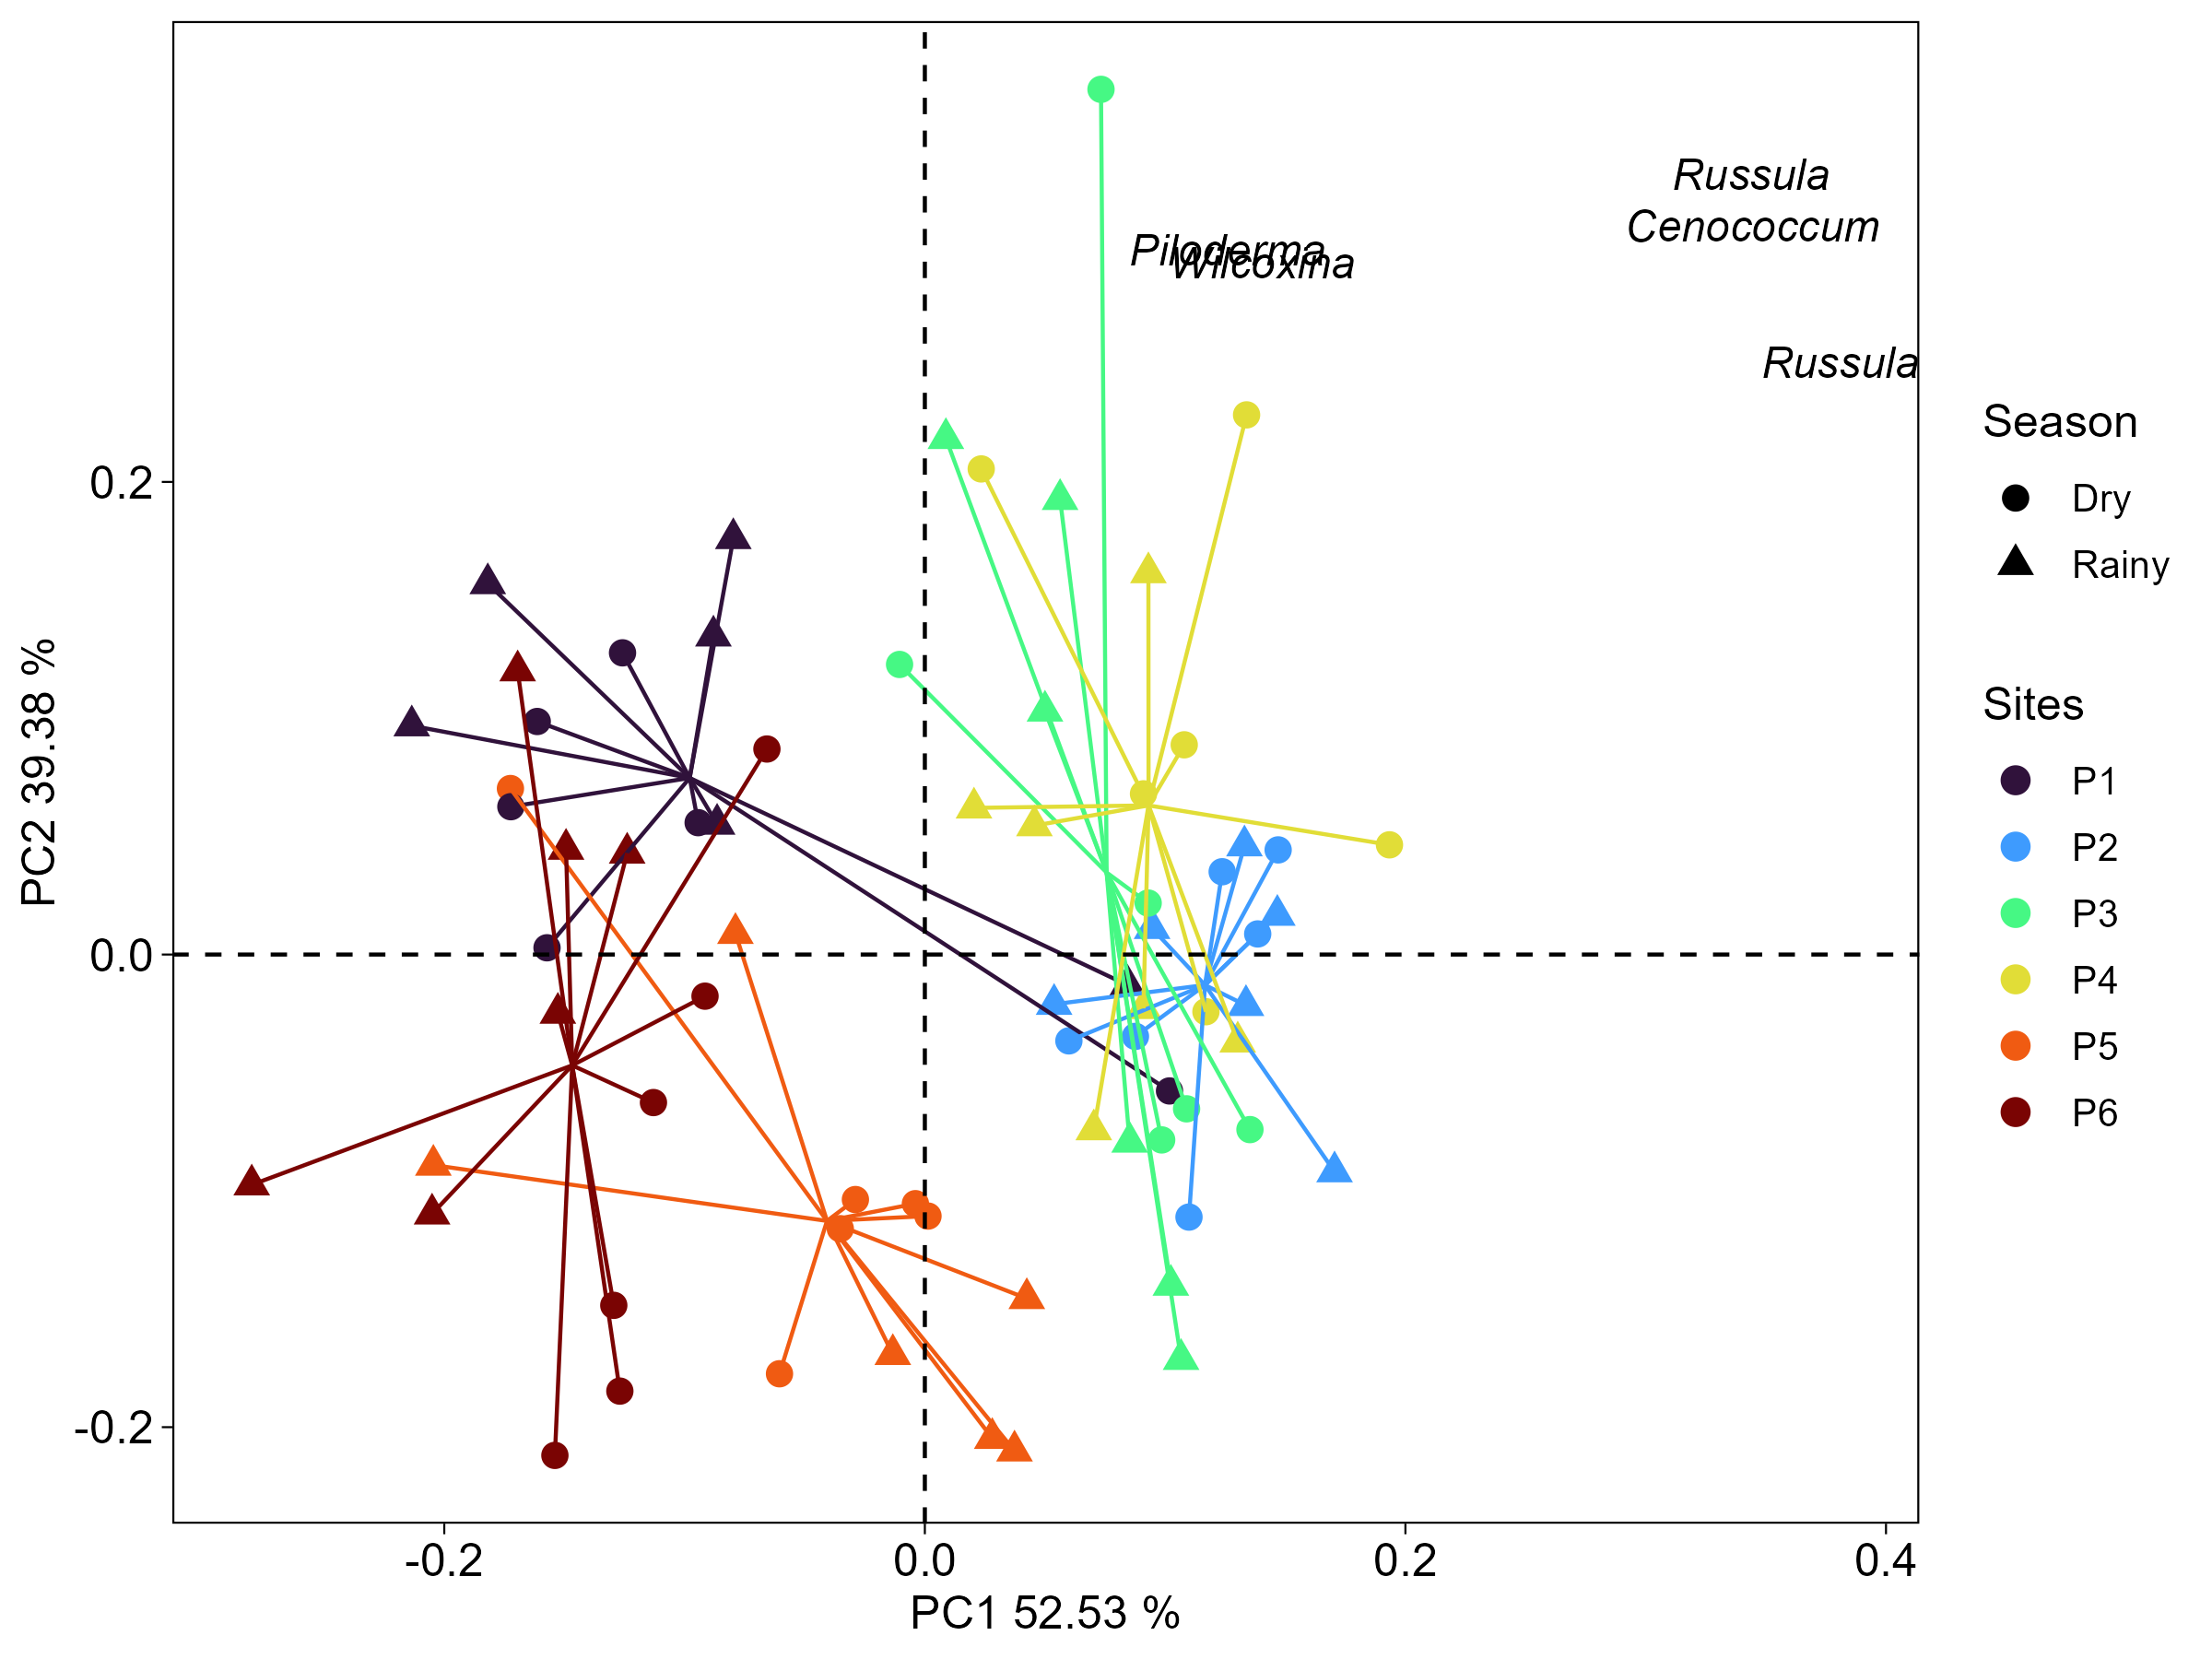 Russula
Cenococcum
Piloderma
Wilcoxina
Russula
0.2
0.0
-0.2
PC2 39.38 %
-0.2
0.0
0.2
0.4
PC1 52.53 %
Season
Dry
Rainy
Sites
P1
P2
P3
P4
P5
P6